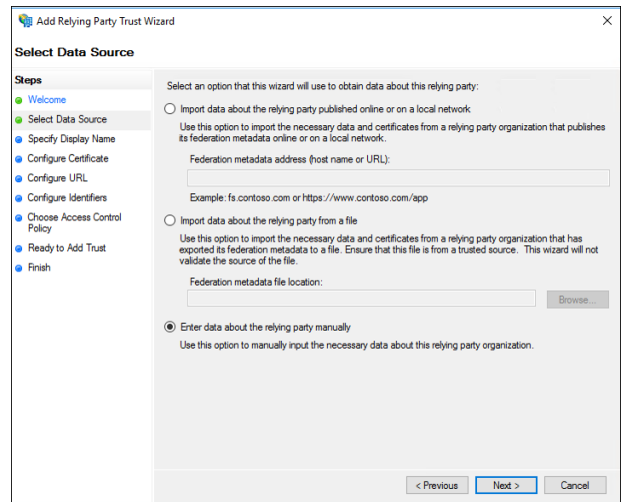 Add Relying Party Trust Wizard
Select Data Source
Steps
Welcome
Select Data Source
Specify Display Name
Configure Certificate
Configure URL
Configure Identifiers
Choose Access Control
Policy
Ready to Add Trust
Finish
Select an option that this wizard will use to obtain data about this relying party:
Import data about the relying party published online or on a local network
Use this option to import the necessary data and certificates from a relying party organization that publishes
its federation metadata online or on a local network.
Federation metadata address (host name or URL):
Example: fs.contoso.com or https://www.contoso.com/app
Import data about the relying party from a file
Use this option to import the necessary data and certificates from a relying party organization that has
exported its federation metadata to a file. Ensure that this file is from a trusted source. This wizard will not
validate the source of the file.
Federation metadata file location:
Browse...
Enter data about the relying party manually
Use this option to manually input the necessary data about this relying party organization.
< Previous
Next >
Cancel